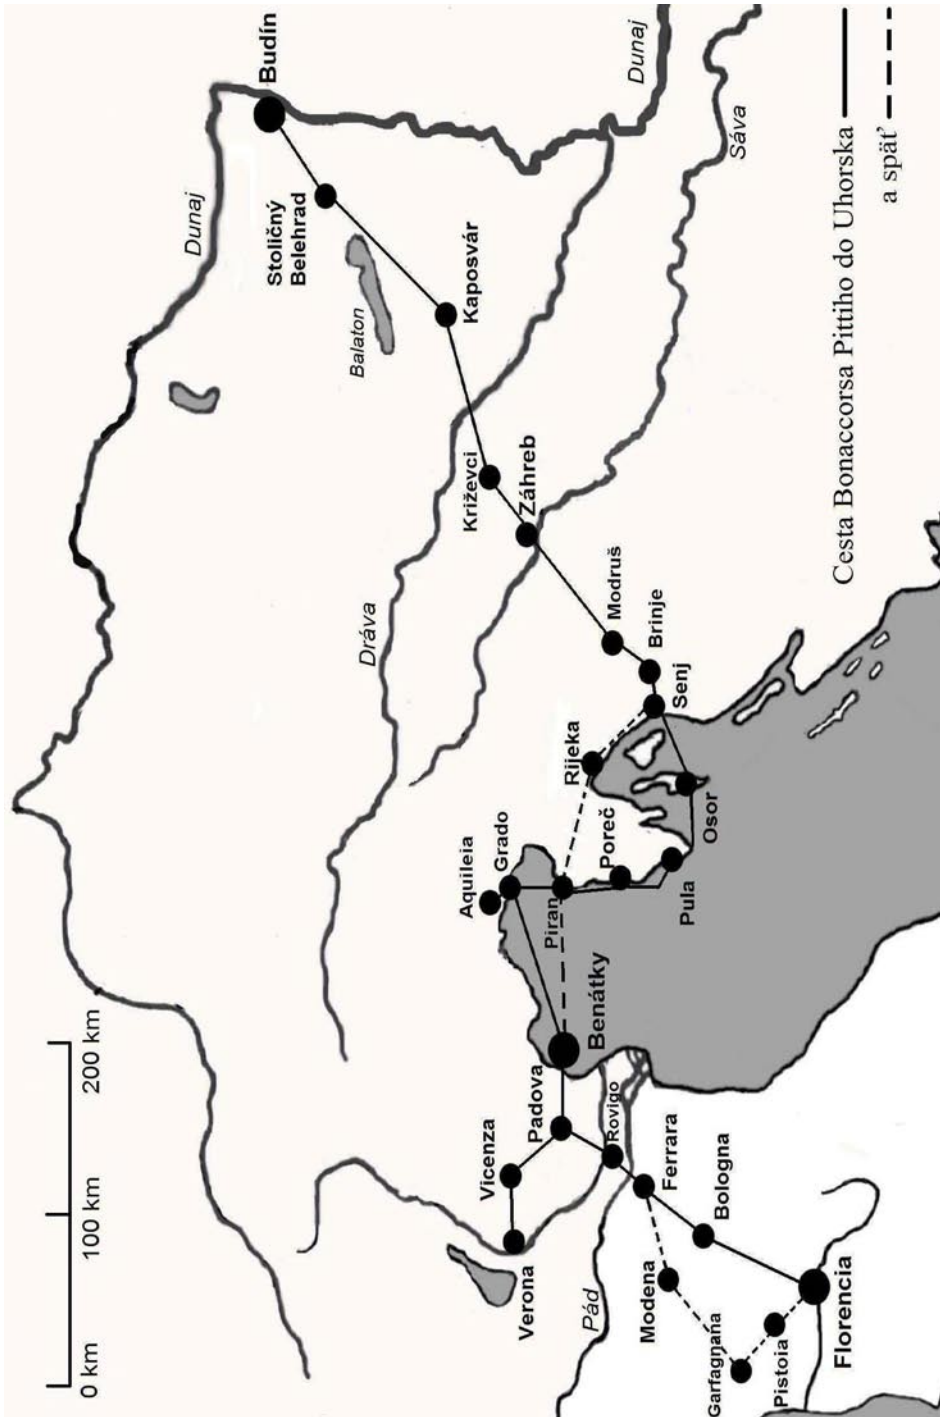 Budín
Dunaj
Dunaj
Stoličný
Belehrad
Balaton
Kaposvár
Sáva
Križevci
Záhreb
Dráva
Modruš
Brinje
Senj
Rijeka
Osor
Aquileia
Grado
Piran
Poreč
Pula
Benátky
Padova
Rovigo
Vicenza
Verona
Ferrara
Bologna
Pád
Modena
Garfagnana
Pistoia
Florencia
0 km
100 km
200 km
Cesta Bonaccorsa Pittiho do Uhorska
a späť